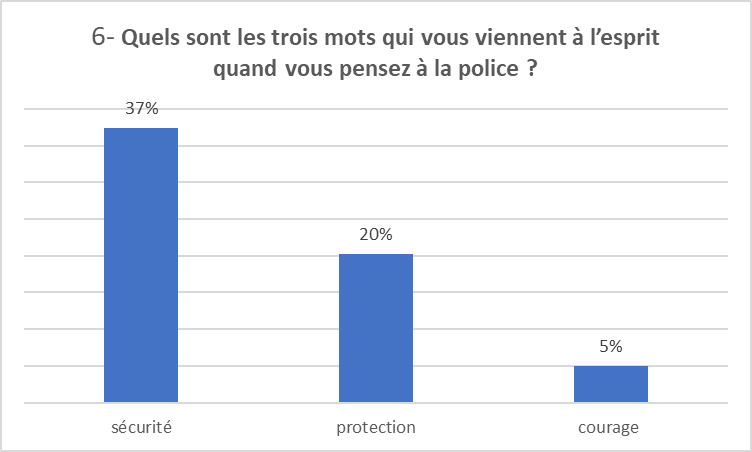 6- Quels sont les trois mots qui vous viennent à l’esprit
quand vous pensez à la police ?
37%
20%
5%
sécurité
protection
courage